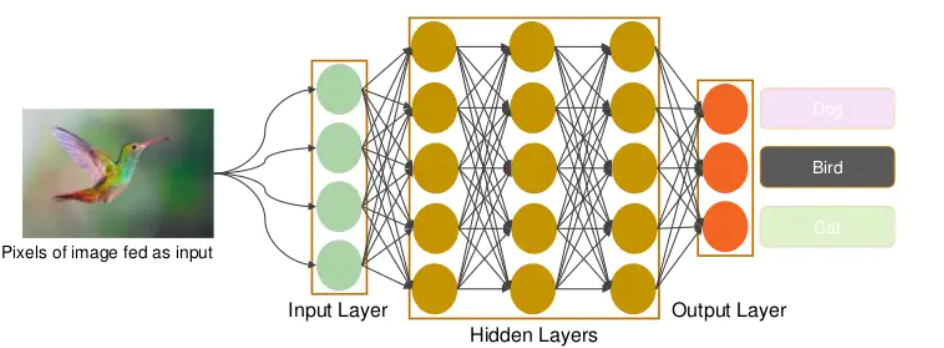 Dog
Bird
Cat
Pixels of image fed as input
Input Layer
Output Layer
Hidden Layers